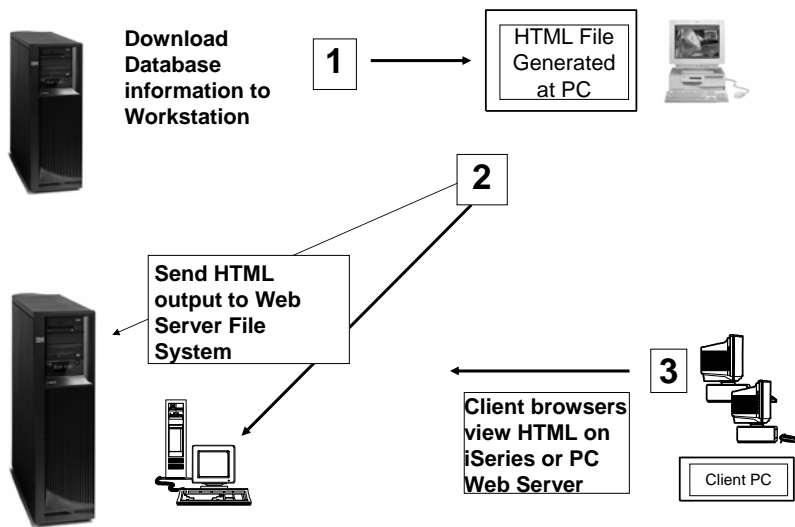 Download
Database
information to
Workstation
1
HTML File
Generated
at PC
2
Send HTML
output to Web
Server File
System
3
Client browsers
view HTML on
iSeries or PC
Web Server
Client PC